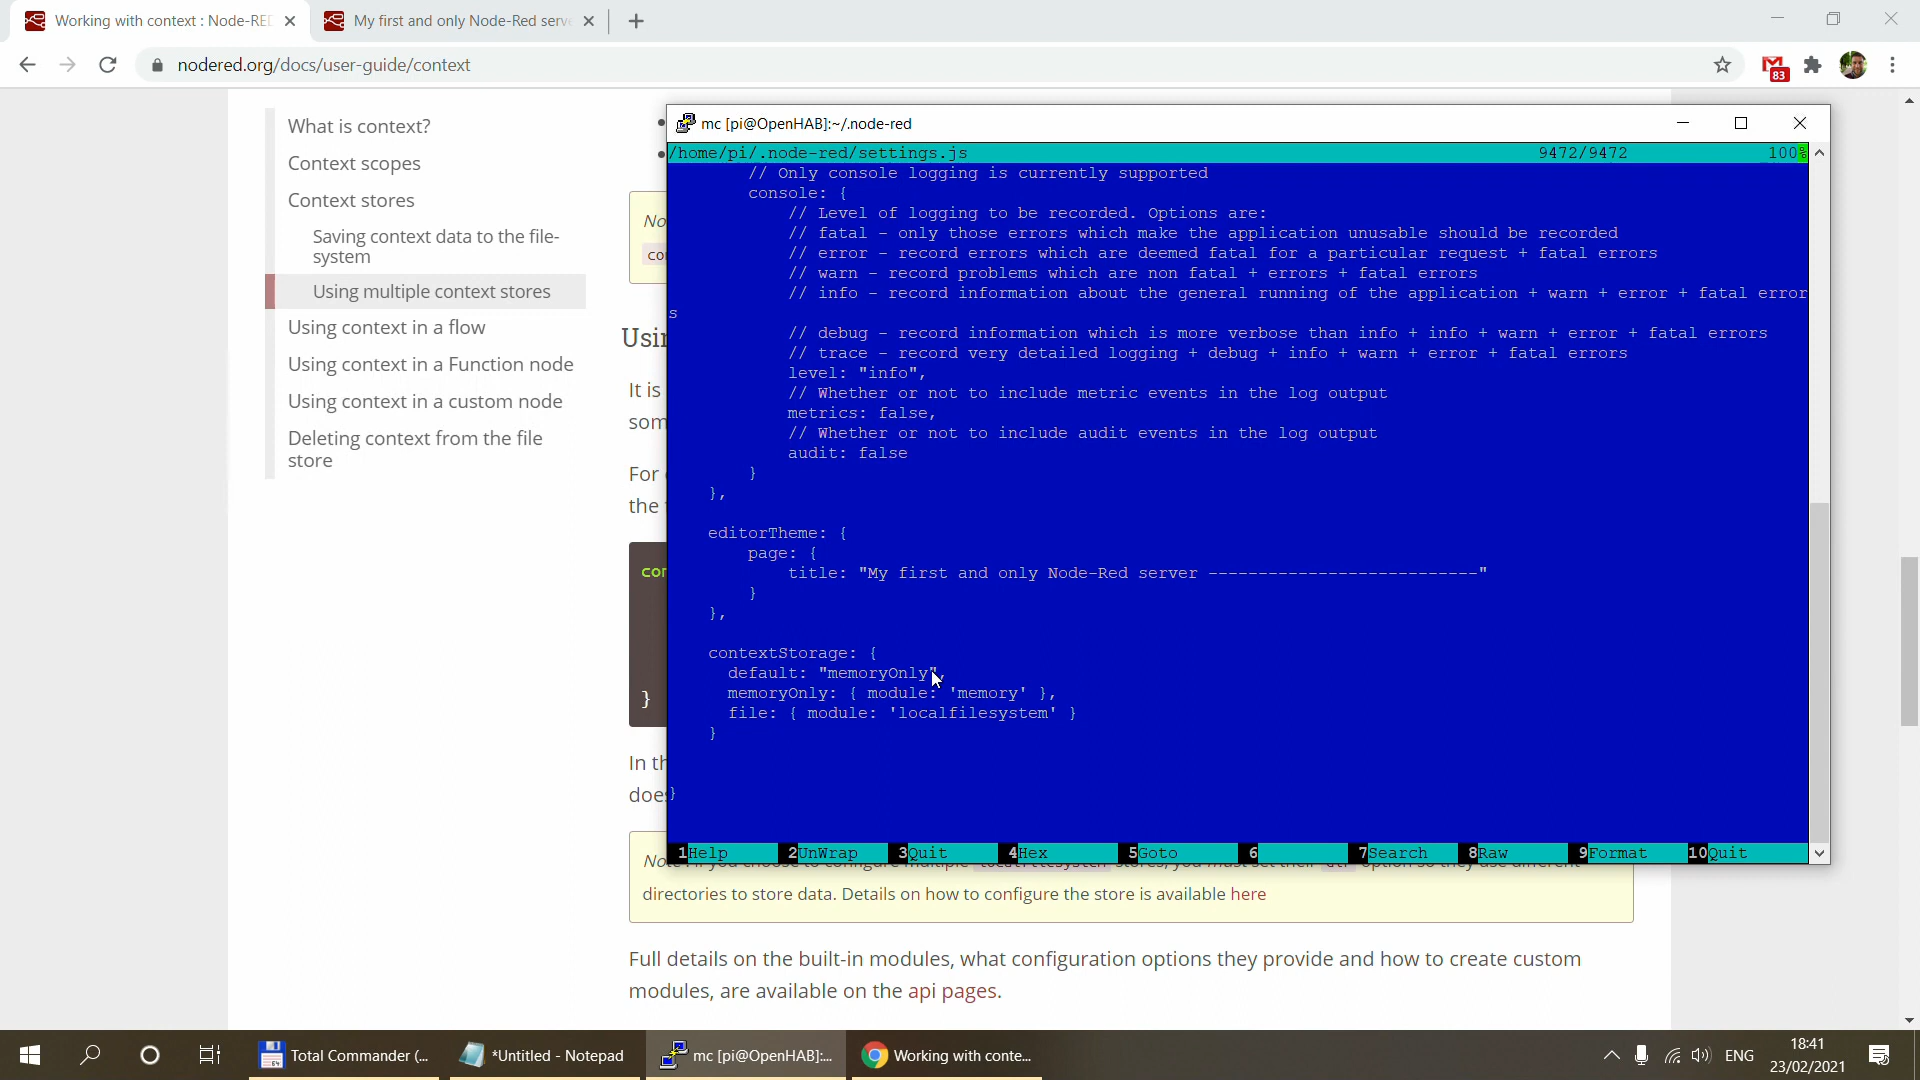 Working with context : Node-RED
My first and only Node-Red serve
nodered.org/docs/user-guide/context
83
What is context?
Context scopes
Context stores
Saving context data to the file-
system
Using multiple context stores
Using context in a flow
Using context in a Function node
Using context in a custom node
Deleting context from the file
store
It is
For
the
}
mc [pi@OpenHAB]:~/.node-red
/home/pi/.node-red/settings.js 9472/9472 100%
// Only console logging is currently supported
console: {
// Level of logging to be recorded. Options are:
// fatal - only those errors which make the application unusable should be recorded
// error - record errors which are deemed fatal for a particular request + fatal errors
// warn - record problems which are non fatal + errors + fatal errors
// info - record information about the general running of the application + warn + error + fatal error
s
// debug - record information which is more verbose than info + info + warn + error + fatal errors
// trace - record very detailed logging + debug + info + warn + error + fatal errors
level: "info",
// Whether or not to include metric events in the log output
metrics: false,
// Whether or not to include audit events in the log output
audit: false
}
},
editorTheme: {
page: {
title: "My first and only Node-Red server ---------------------------"
}
},
contextStorage: {
default: "memoryOnly",
memoryOnly: { module: 'memory' },
file: { module: 'localfilesystem' }
}
}
1Help 2UnWrap 3Quit 4Hex 5Goto 6 7Search 8Raw 9Format 10Quit
directories to store data. Details on how to configure the store is available here
Full details on the built-in modules, what configuration options they provide and how to create custom
modules, are available on the api pages.
Total Commander (...
*Untitled - Notepad
mc [pi@OpenHAB]:...
Working with conte...
ENG
18:41
23/02/2021